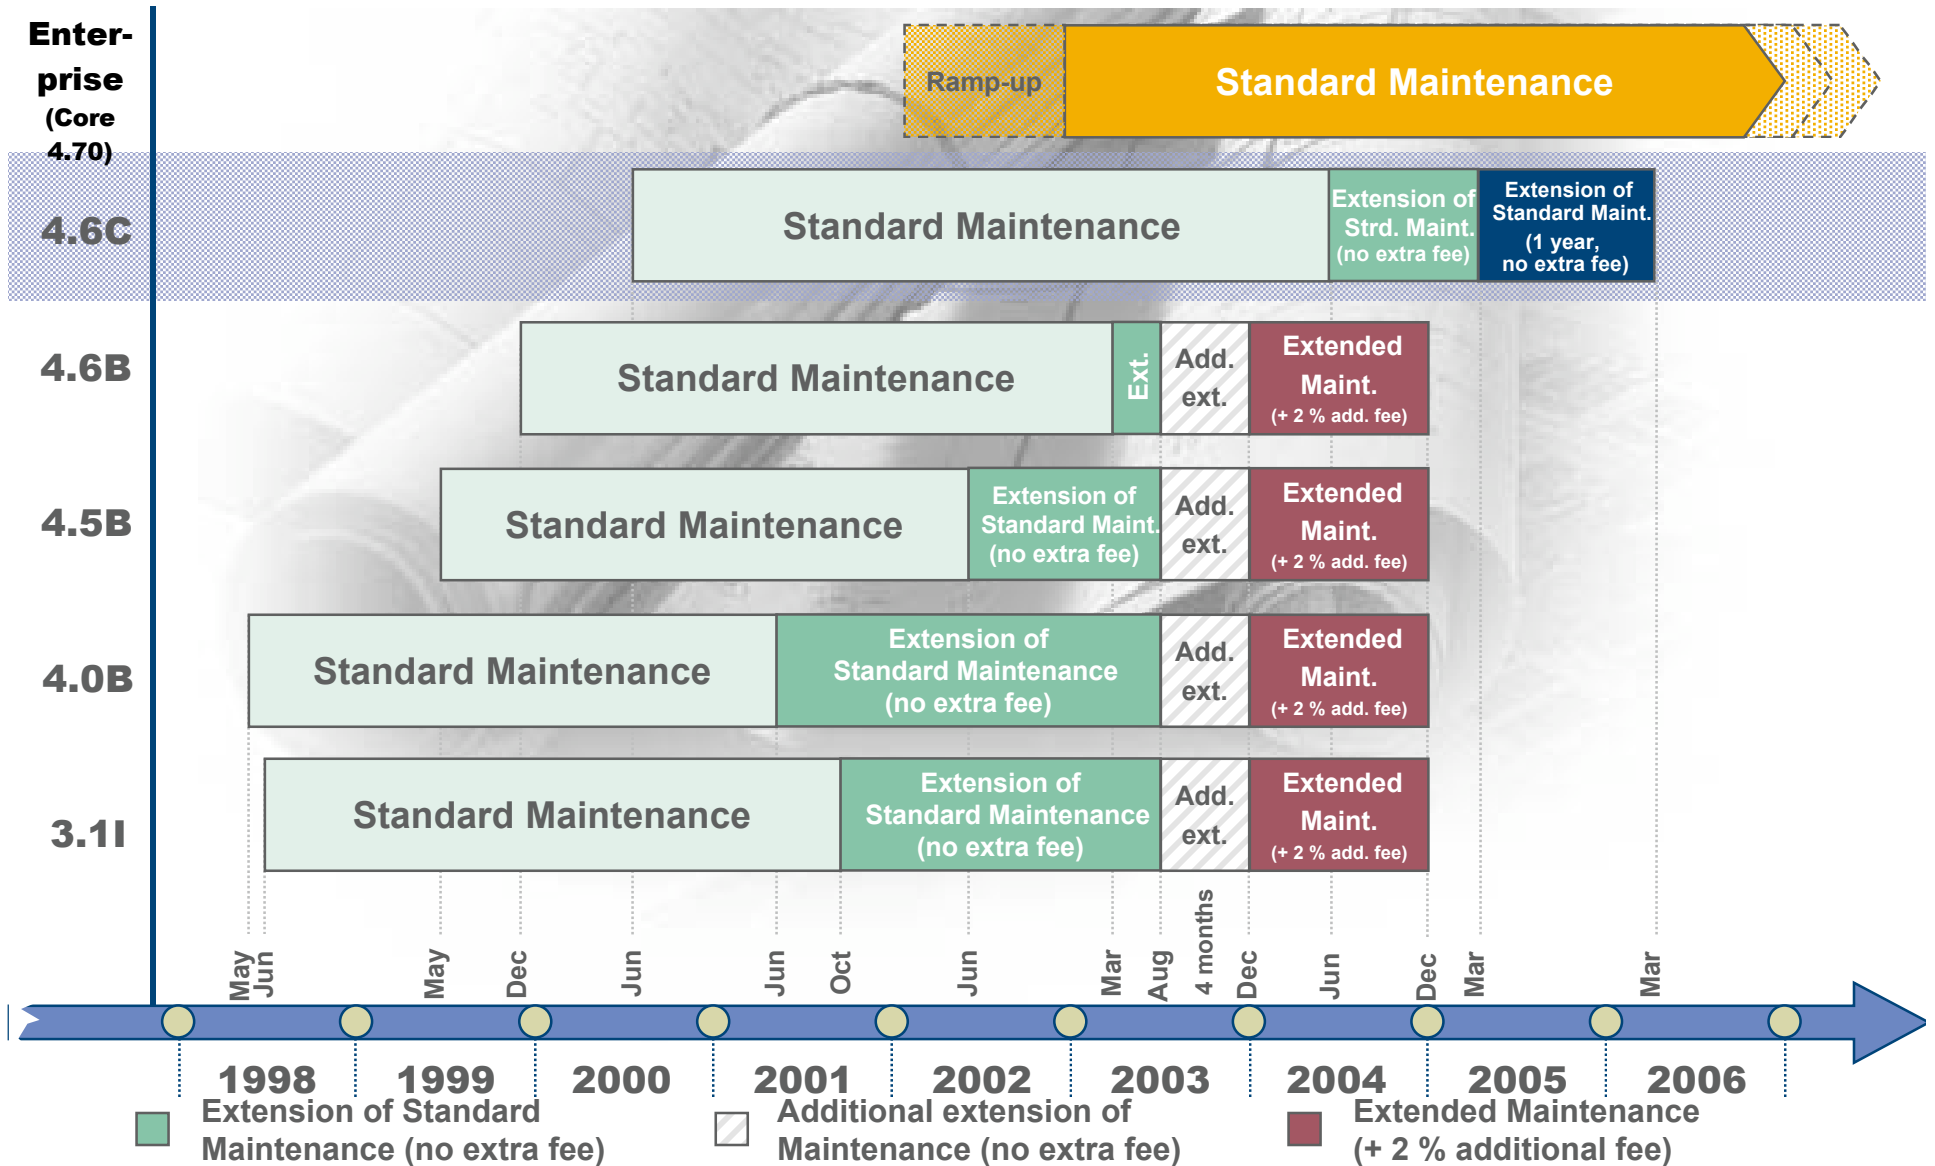 Enter-
prise
(Core
4.70)
Ramp-up
Standard Maintenance
4.6C
Standard Maintenance
Extension of
Strd. Maint.
(no extra fee)
Extension of
Standard Maint.
(1 year,
no extra fee)
4.6B
Standard Maintenance
Ext.
Add.
ext.
Extended
Maint.
(+ 2 % add. fee)
4.5B
Standard Maintenance
Extension of
Standard Maint.
(no extra fee)
Add.
ext.
Extended
Maint.
(+ 2 % add. fee)
4.0B
Standard Maintenance
Extension of
Standard Maintenance
(no extra fee)
Add.
ext.
Extended
Maint.
(+ 2 % add. fee)
3.1I
Standard Maintenance
Extension of
Standard Maintenance
(no extra fee)
Add.
ext.
Extended
Maint.
(+ 2 % add. fee)
May
Jun
May
Dec
Jun
Jun
Oct
Jun
Mar
Aug
4 months
Dec
Jun
Dec
Mar
Mar
1998
1999
2000
2001
2002
2003
2004
2005
2006
Extension of Standard
Maintenance (no extra fee)
Additional extension of
Maintenance (no extra fee)
Extended Maintenance
(+ 2 % additional fee)